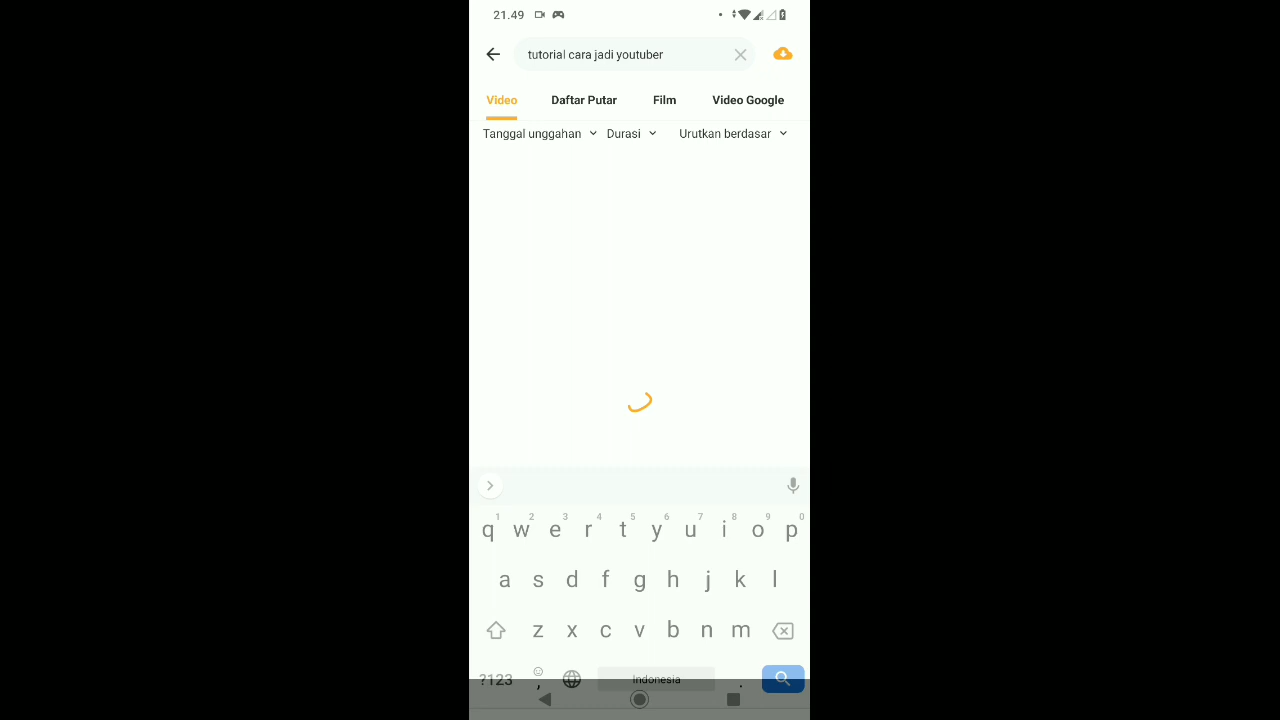 21.49
tutorial cara jadi youtuber
Video Daftar Putar Film Video Google
Tanggal unggahan Durasi Urutkan berdasar
1 2 3 4 5 6 7 8 9 0
q w e r t y u i o p
a s d f g h j k l
z x c v b n m
?123 , Indonesia .